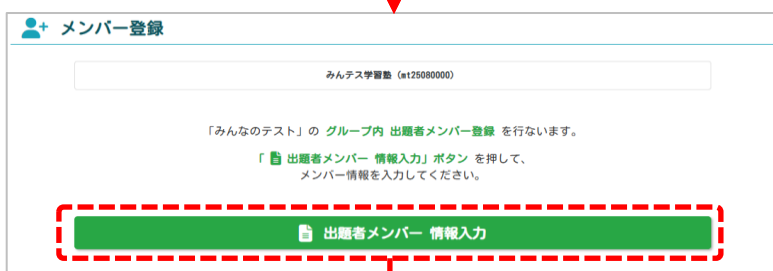 メンバー登録
みんテス学習塾 (mt25080000)
「みんなのテスト」の グループ内 出題者メンバー登録 を行ないます。
「 出題者メンバー 情報入力」ボタン を押して、
メンバー情報を入力してください。
出題者メンバー 情報入力